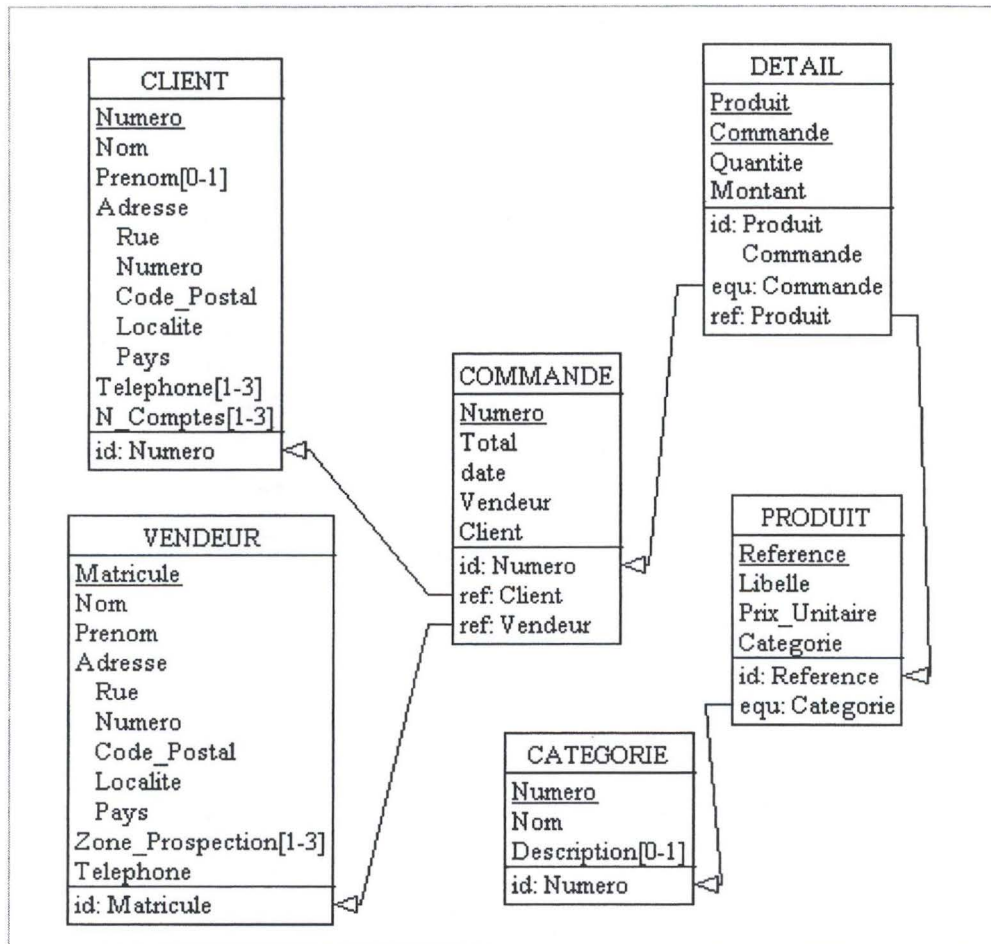 CLIENT
Numero
Nom
Prenom[0-1]
Adresse
Rue
Numero
Code_Postal
Localite
Pays
Telephone[1-3]
N_Comptes[1-3]
id: Numero
VENDEUR
Matricule
Nom
Prenom
Adresse
Rue
Numero
Code_Postal
Localite
Pays
Zone_Prospection[1-3]
Telephone
id: Matricule
COMMANDE
Numero
Total
date
Vendeur
Client
id: Numero
ref: Client
ref: Vendeur
DETAIL
Produit
Commande
Quantite
Montant
id: Produit
Commande
equ: Commande
ref: Produit
PRODUIT
Reference
Libelle
Prix_Unitaire
Categorie
id: Reference
equ: Categorie
CATEGORIE
Numero
Nom
Description[0-1]
id: Numero